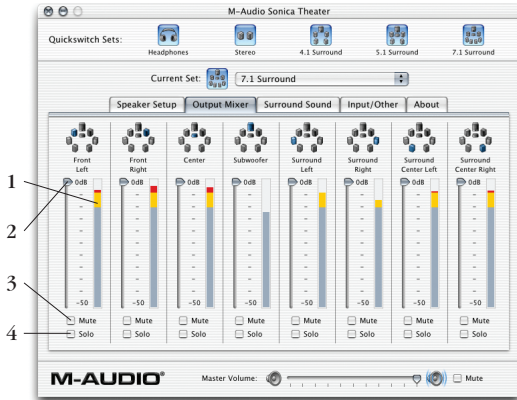 M-Audio Sonica Theater
Quickswitch Sets:
Headphones Stereo 4.1 Surround 5.1 Surround 7.1 Surround
Current Set: 7.1 Surround
Speaker Setup Output Mixer Surround Sound Input/Other About
Front Left Front Right Center Subwoofer Surround Left Surround Right Surround Center Left Surround Center Right
1
0dB 0dB 0dB 0dB 0dB 0dB 0dB 0dB
2
-50 -50 -50 -50 -50 -50 -50 -50
3
Mute Mute Mute Mute Mute Mute Mute Mute
4
Solo Solo Solo Solo Solo Solo Solo Solo
M-AUDIO® Master Volume: Mute